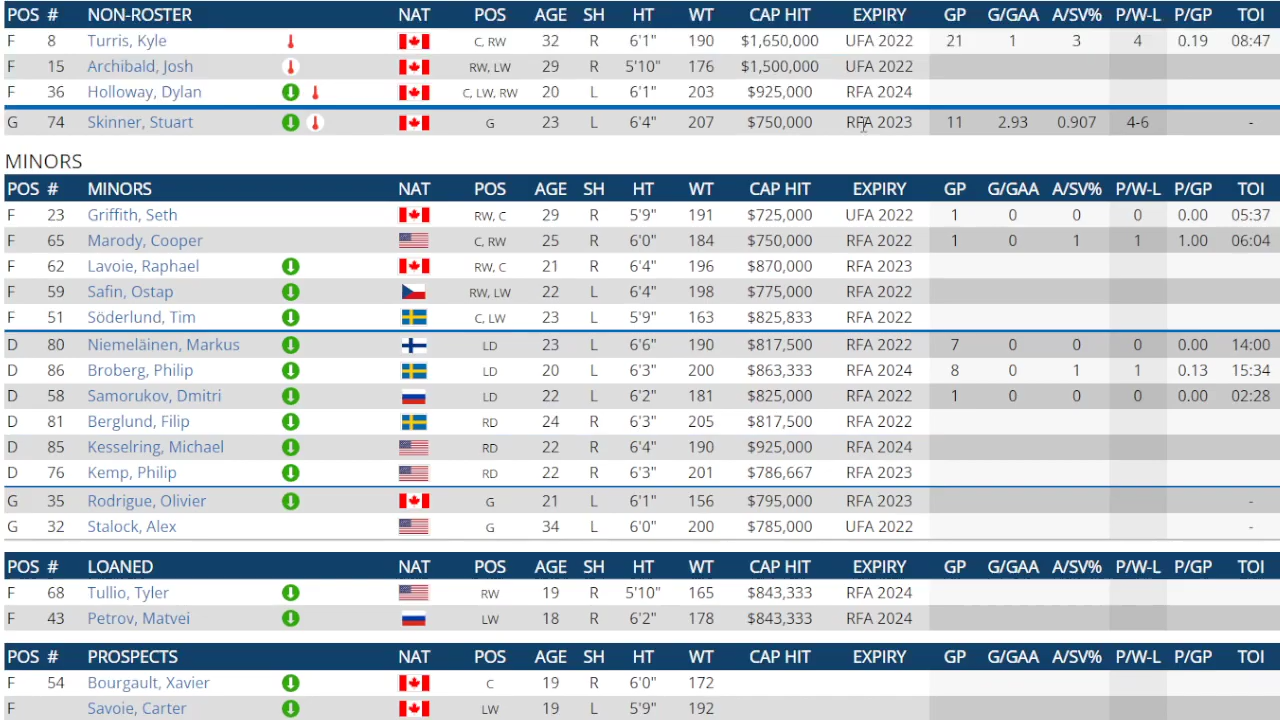 POS # NON-ROSTER NAT POS AGE SH HT WT CAP HIT EXPIRY GP G/GAA A/SV% P/W-L P/GP TOI
F 8 Turris, Kyle C, RW 32 R 6'1" 190 $1,650,000 UFA 2022 21 1 3 4 0.19 08:47
F 15 Archibald, Josh RW, LW 29 R 5'10" 176 $1,500,000 UFA 2022
F 36 Holloway, Dylan C, LW, RW 20 L 6'1" 203 $925,000 RFA 2024
G 74 Skinner, Stuart G 23 L 6'4" 207 $750,000 RFA 2023 11 2.93 0.907 4-6 -
MINORS
POS # MINORS NAT POS AGE SH HT WT CAP HIT EXPIRY GP G/GAA A/SV% P/W-L P/GP TOI
F 23 Griffith, Seth RW, C 29 R 5'9" 191 $725,000 UFA 2022 1 0 0 0 0.00 05:37
F 65 Marody, Cooper C, RW 25 R 6'0" 184 $750,000 RFA 2022 1 0 1 1 1.00 06:04
F 62 Lavoie, Raphael RW, C 21 R 6'4" 196 $870,000 RFA 2023
F 59 Safin, Ostap RW, LW 22 L 6'4" 198 $775,000 RFA 2022
F 51 Söderlund, Tim C, LW 23 L 5'9" 163 $825,833 RFA 2022
D 80 Niemeläinen, Markus LD 23 L 6'6" 190 $817,500 RFA 2022 7 0 0 0 0.00 14:00
D 86 Broberg, Philip LD 20 L 6'3" 200 $863,333 RFA 2024 8 0 1 1 0.13 15:34
D 58 Samorukov, Dmitri LD 22 L 6'2" 181 $825,000 RFA 2022 1 0 0 0 0.00 02:28
D 81 Berglund, Filip RD 24 R 6'3" 205 $817,500 RFA 2022
D 85 Kesselring, Michael RD 22 R 6'4" 190 $925,000 RFA 2024
D 76 Kemp, Philip RD 22 R 6'3" 201 $786,667 RFA 2023
G 35 Rodrigue, Olivier G 21 L 6'1" 156 $795,000 RFA 2023 -
G 32 Stalock, Alex G 34 L 6'0" 200 $785,000 UFA 2022 -
POS # LOANED NAT POS AGE SH HT WT CAP HIT EXPIRY GP G/GAA A/SV% P/W-L P/GP TOI
F 68 Tullio, Tyler RW 19 R 5'10" 165 $843,333 RFA 2024
F 43 Petrov, Matvei LW 18 R 6'2" 178 $843,333 RFA 2024
POS # PROSPECTS NAT POS AGE SH HT WT CAP HIT EXPIRY GP G/GAA A/SV% P/W-L P/GP TOI
F 54 Bourgault, Xavier C 19 R 6'0" 172
F Savoie, Carter LW 19 L 5'9" 192